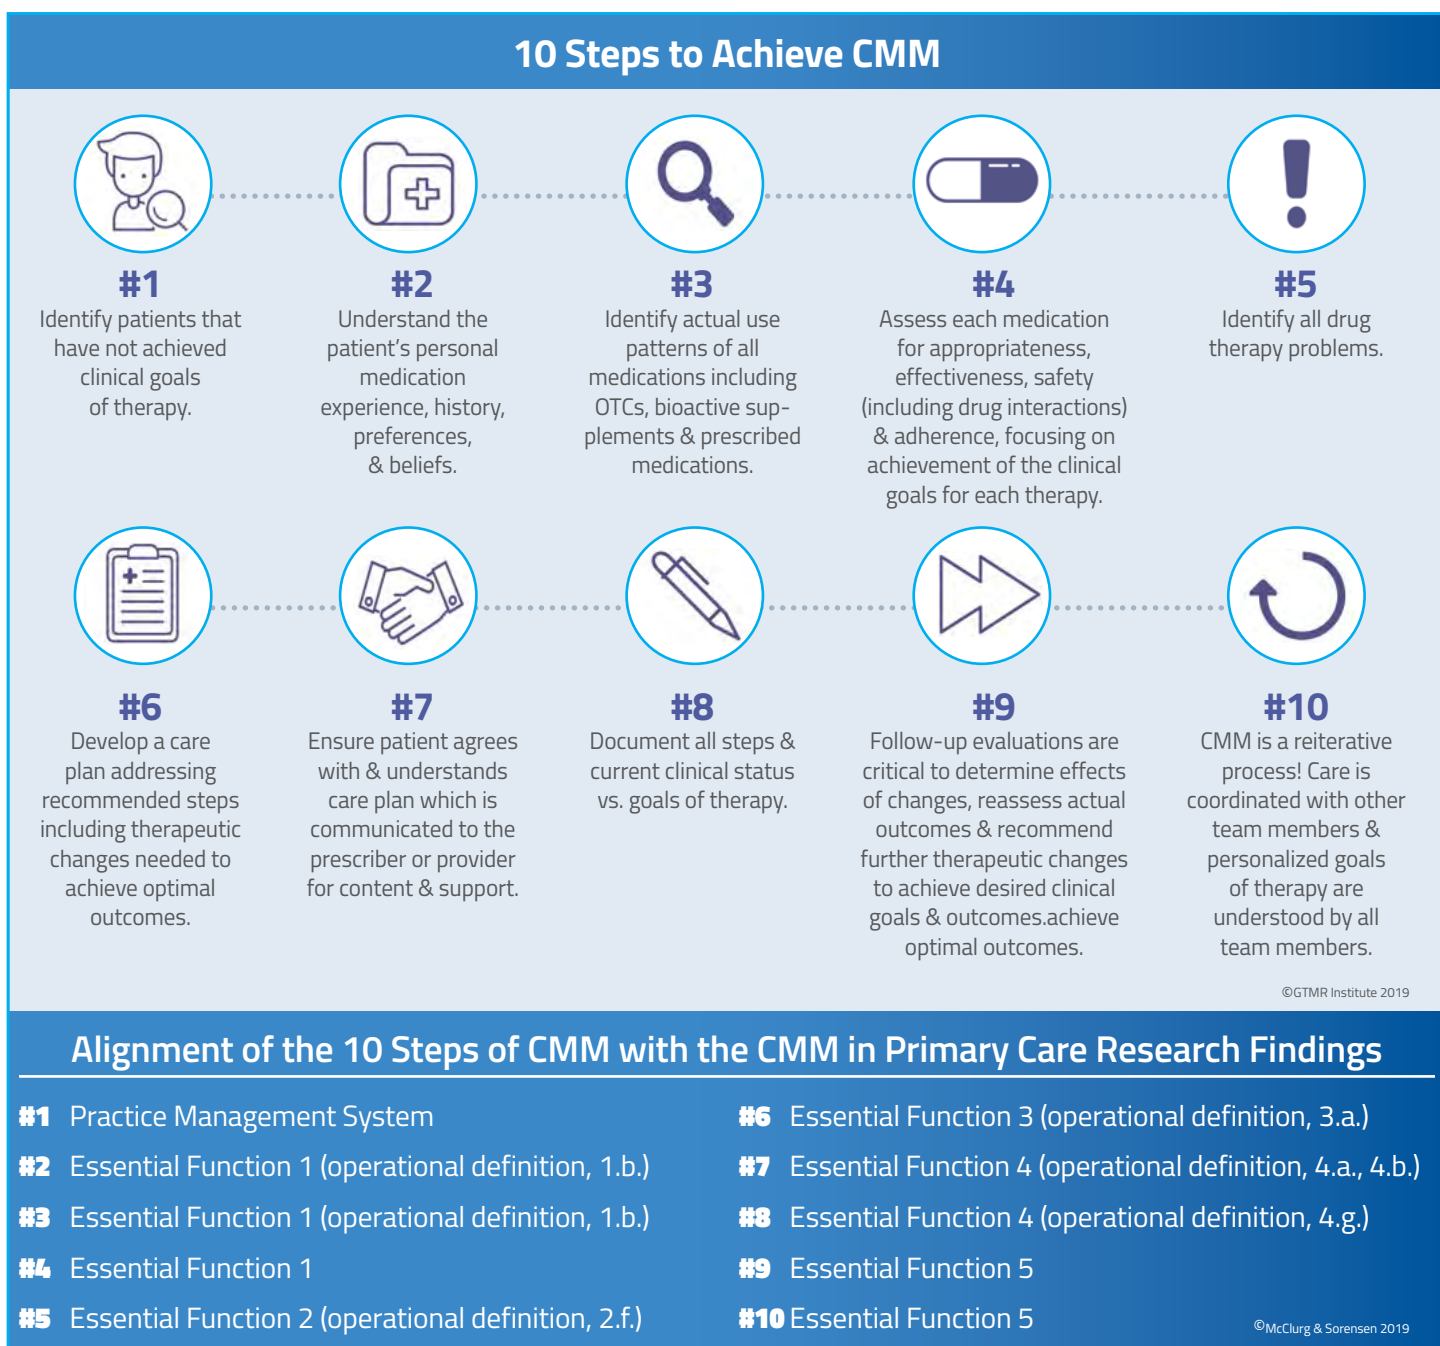 10 Steps to Achieve CMM
#1
Identify patients that
have not achieved
clinical goals
of therapy.
#2
Understand the
patient's personal
medication
experience, history,
preferences,
& beliefs.
#3
Identify actual use
patterns of all
medications including
OTCs, bioactive sup-
plements & prescribed
medications.
#4
Assess each medication
for appropriateness,
effectiveness, safety
(including drug interactions)
& adherence, focusing on
achievement of the clinical
goals for each therapy.
#5
Identify all drug
therapy problems.
#6
Develop a care
plan addressing
recommended steps
including therapeutic
changes needed to
achieve optimal
outcomes.
#7
Ensure patient agrees
with & understands
care plan which is
communicated to the
prescriber or provider
for content & support.
#8
Document all steps &
current clinical status
vs. goals of therapy.
#9
Follow-up evaluations are
critical to determine effects
of changes, reassess actual
outcomes & recommend
further therapeutic changes
to achieve desired clinical
goals & outcomes.achieve
optimal outcomes.
#10
CMM is a reiterative
process! Care is
coordinated with other
team members &
personalized goals
of therapy are
understood by all
team members.
©GTMR Institute 2019
Alignment of the 10 Steps of CMM with the CMM in Primary Care Research Findings
#1 Practice Management System
#2 Essential Function 1 (operational definition, 1.b.)
#3 Essential Function 1 (operational definition, 1.b.)
#4 Essential Function 1
#5 Essential Function 2 (operational definition, 2.f.)
#6 Essential Function 3 (operational definition, 3.a.)
#7 Essential Function 4 (operational definition, 4.a., 4.b.)
#8 Essential Function 4 (operational definition, 4.g.)
#9 Essential Function 5
#10 Essential Function 5
©McClurg & Sorensen 2019